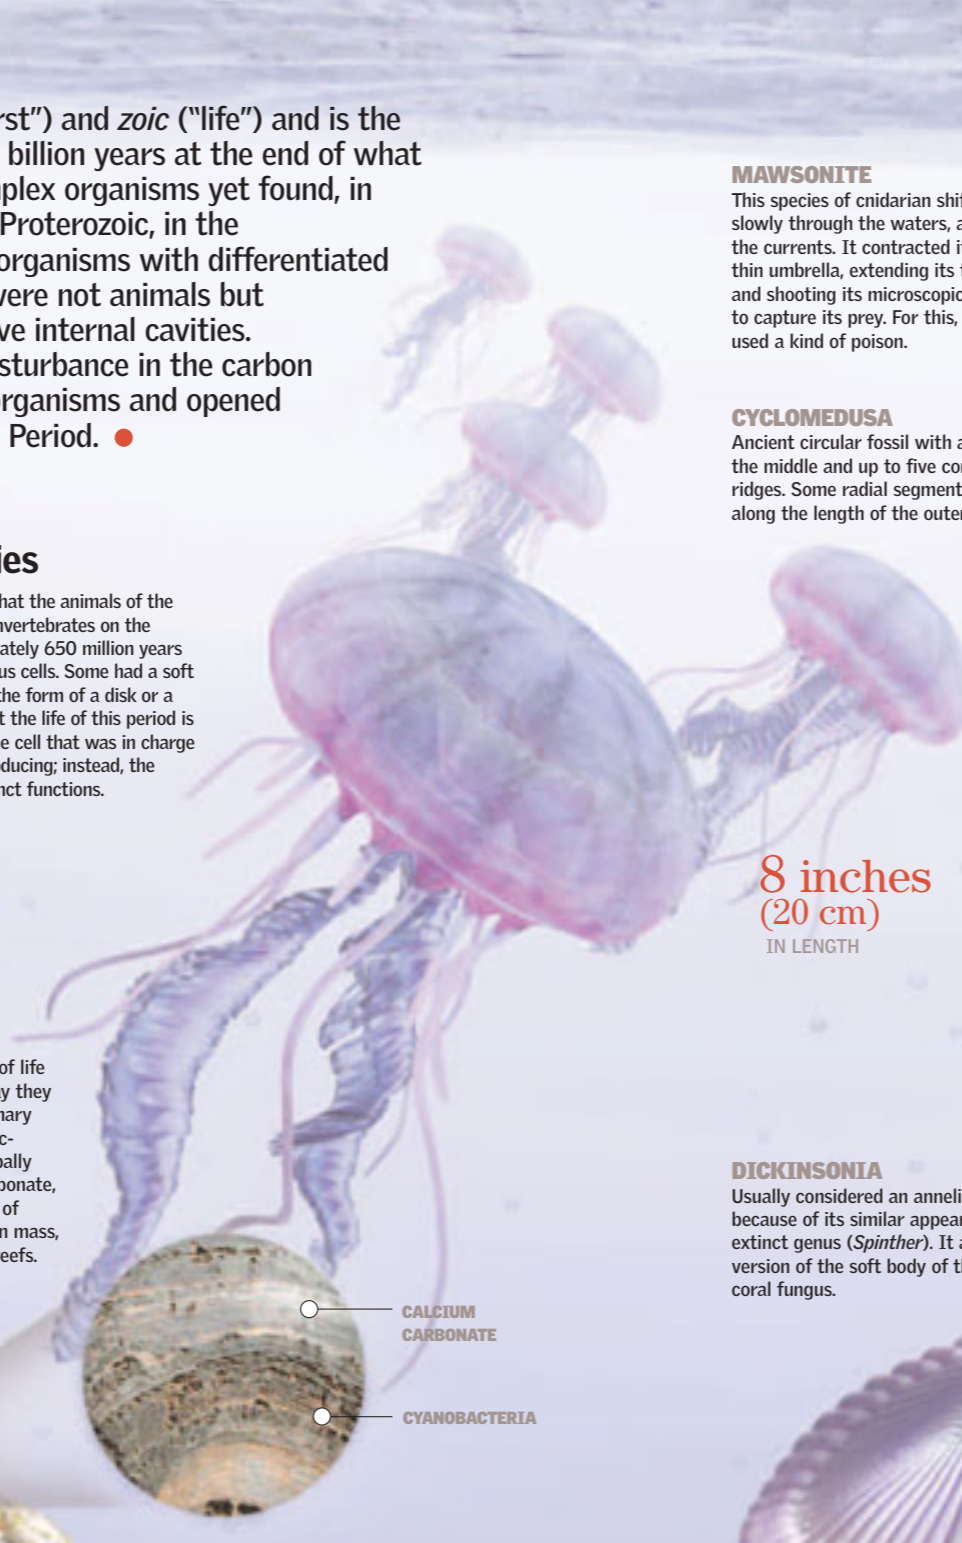 rst”) and zoic (“life”) and is the
billion years at the end of what
plex organisms yet found, in
Proterozoic, in the
organisms with differentiated
were not animals but
ve internal cavities.
sturbance in the carbon
rganisms and opened
Period.
ies
hat the animals of the
nvertebrates on the
ately 650 million years
us cells. Some had a soft
the form of a disk or a
t the life of this period is
e cell that was in charge
ducing; instead, the
nct functions.
of life
y they
nary
c-
pally
bonate,
of
n mass,
eefs.
CALCIUM
CARBONATE
CYANOBACTERIA
MAWSONITE
This species of cnidarian shif
slowly through the waters, a
the currents. It contracted i
thin umbrella, extending its t
and shooting its microscopic
to capture its prey. For this,
used a kind of poison.
CYCLOMEDUSA
Ancient circular fossil with a
the middle and up to five co
ridges. Some radial segment
along the length of the oute
8 inches
(20 cm)
IN LENGTH
DICKINSONIA
Usually considered an anneli
because of its similar appear
extinct genus (Spinther). It a
version of the soft body of t
coral fungus.